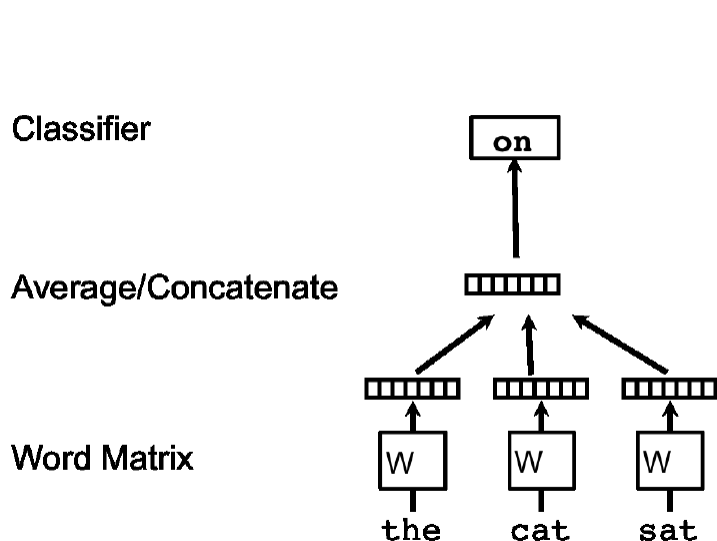 Classifier
on
Average/Concatenate
Word Matrix
W W W
the cat sat